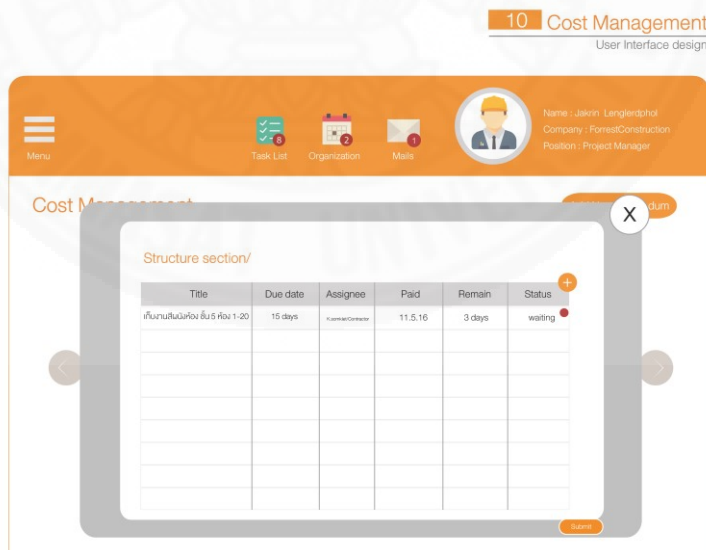 10 Cost Management
User Interface design
Name : Jakrin Lenglerdphol
Company : ForrestConstruction
Position : Project Manager
8
2
1
Menu
Task List
Organization
Mails
Cost
dum
X
Structure section/
+
Title Due date Assignee Paid Remain Status
เก็บงานสีผนังห้อง ชั้น 5 ห้อง 1-20 15 days 11.5.16 3 days waiting
Submit